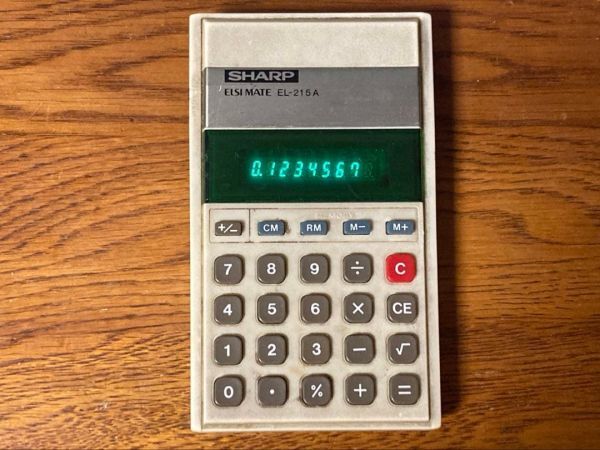 SHARP
ELSI MATE EL-215A
0.1234567
MEMORY
+/− CM RM M− M+
7 8 9 ÷ C
4 5 6 × CE
1 2 3 − √
0 . % + =